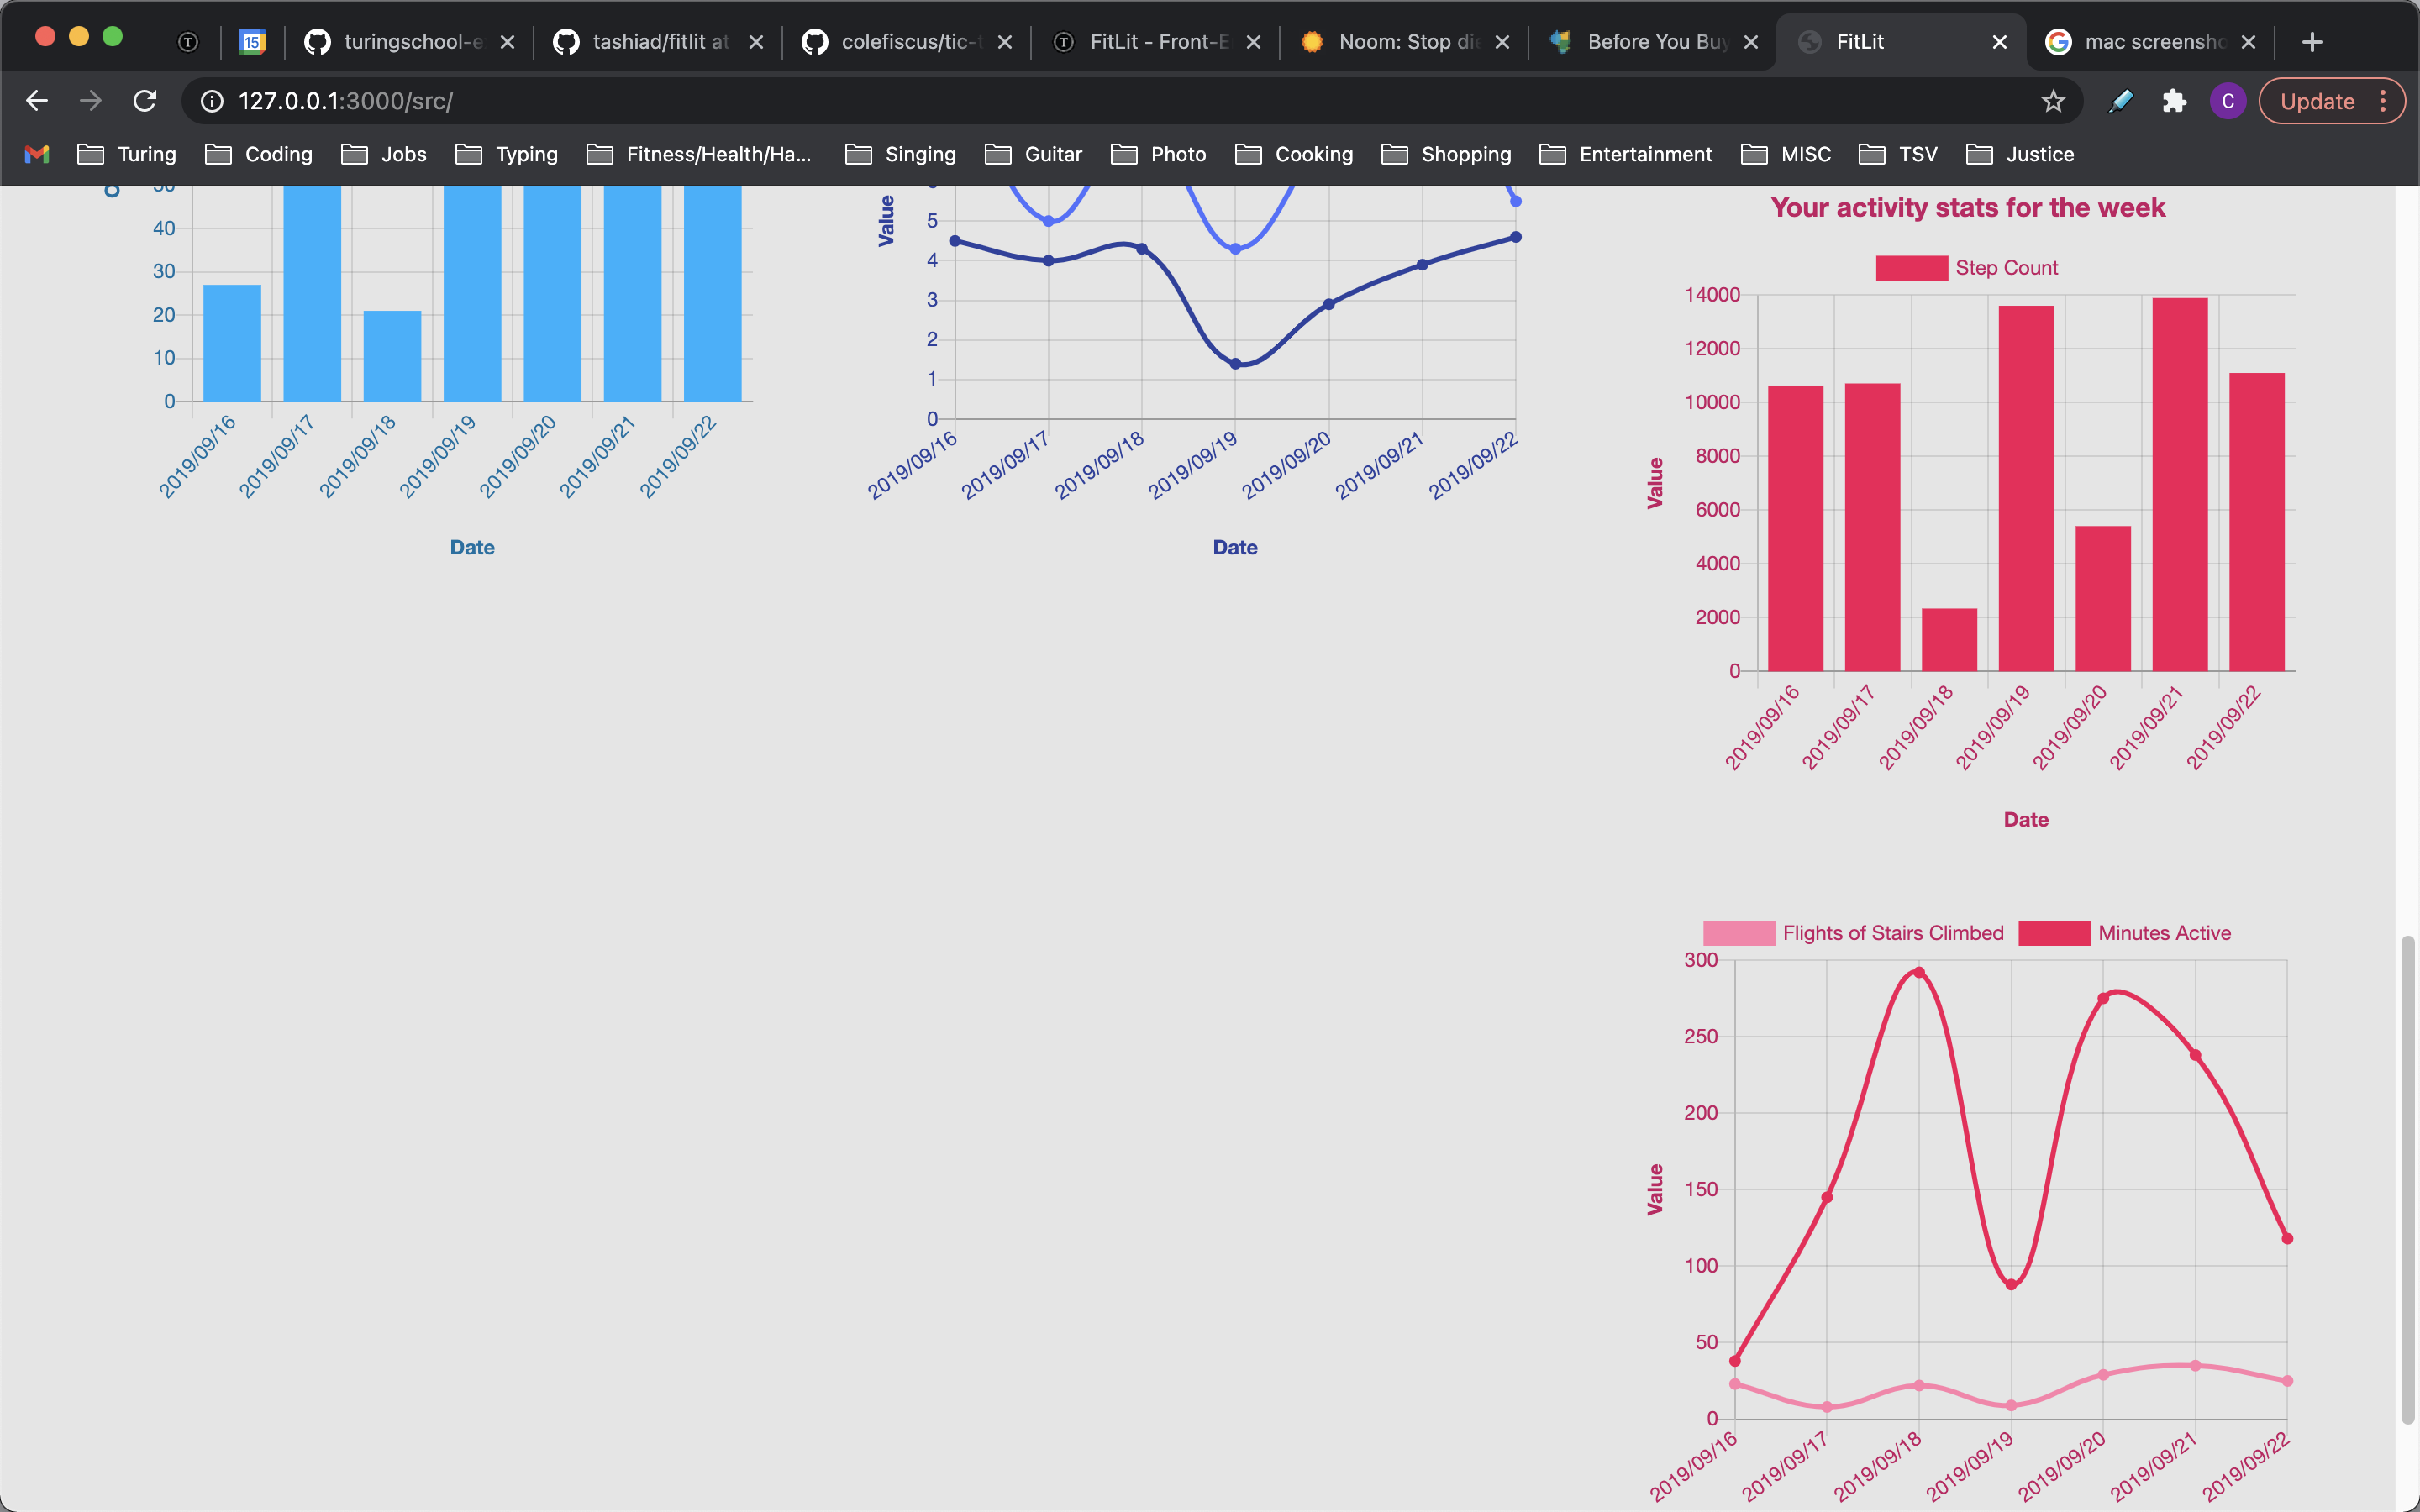 15
turingschool-e
tashiad/fitlit at
colefiscus/tic-t
FitLit - Front-E
Noom: Stop die
Before You Buy
FitLit
mac screensho
127.0.0.1:3000/src/
C
Update
Turing
Coding
Jobs
Typing
Fitness/Health/Ha...
Singing
Guitar
Photo
Cooking
Shopping
Entertainment
MISC
TSV
Justice
40
30
20
10
0
2019/09/16
2019/09/17
2019/09/18
2019/09/19
2019/09/20
2019/09/21
2019/09/22
Date
Value
5
4
3
2
1
0
2019/09/16
2019/09/17
2019/09/18
2019/09/19
2019/09/20
2019/09/21
2019/09/22
Date
Your activity stats for the week
Step Count
Value
14000
12000
10000
8000
6000
4000
2000
0
2019/09/16
2019/09/17
2019/09/18
2019/09/19
2019/09/20
2019/09/21
2019/09/22
Date
Flights of Stairs Climbed
Minutes Active
Value
300
250
200
150
100
50
0
2019/09/16
2019/09/17
2019/09/18
2019/09/19
2019/09/20
2019/09/21
2019/09/22